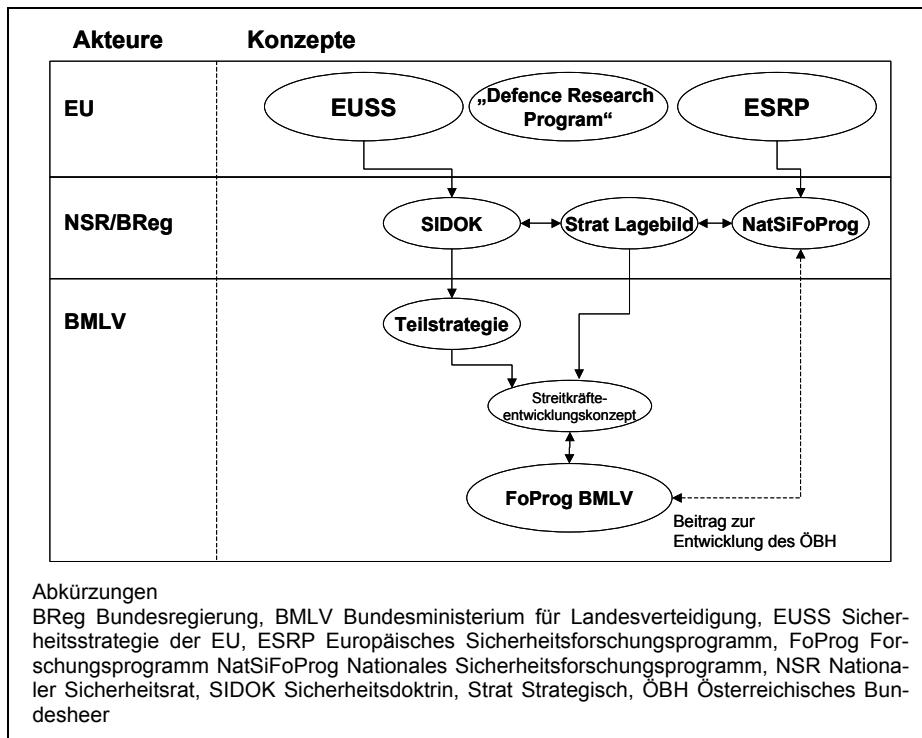 Akteure Konzepte
EU
EUSS
„Defence Research
Program“
ESRP
NSR/BReg
SIDOK
Strat Lagebild
NatSiFoProg
BMLV
Teilstrategie
Streitkräfte-
entwicklungskonzept
FoProg BMLV
Beitrag zur
Entwicklung des ÖBH
Abkürzungen
BReg Bundesregierung, BMLV Bundesministerium für Landesverteidigung, EUSS Sicher-
heitsstrategie der EU, ESRP Europäisches Sicherheitsforschungsprogramm, FoProg For-
schungsprogramm NatSiFoProg Nationales Sicherheitsforschungsprogramm, NSR Nationa-
ler Sicherheitsrat, SIDOK Sicherheitsdoktrin, Strat Strategisch, ÖBH Österreichisches Bun-
desheer